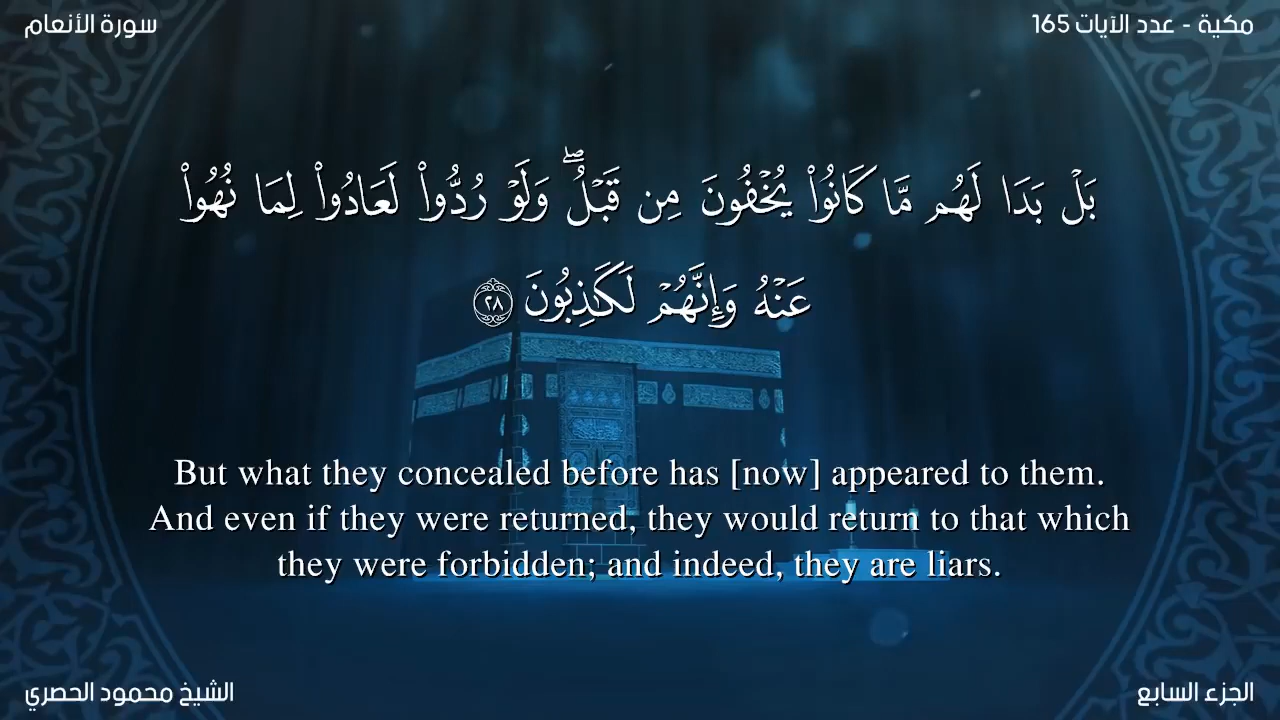 مكية - عدد الآيات 165
سورة الأنعام
بَلْ بَدَا لَهُم مَّا كَانُوا۟ يُخْفُونَ مِن قَبْلُ ۖ وَلَوْ رُدُّوا۟ لَعَادُوا۟ لِمَا نُهُوا۟
عَنْهُ وَإِنَّهُمْ لَكَـٰذِبُونَ ٢٨
But what they concealed before has [now] appeared to them.
And even if they were returned, they would return to that which
they were forbidden; and indeed, they are liars.
الجزء السابع
الشيخ محمود الحصري